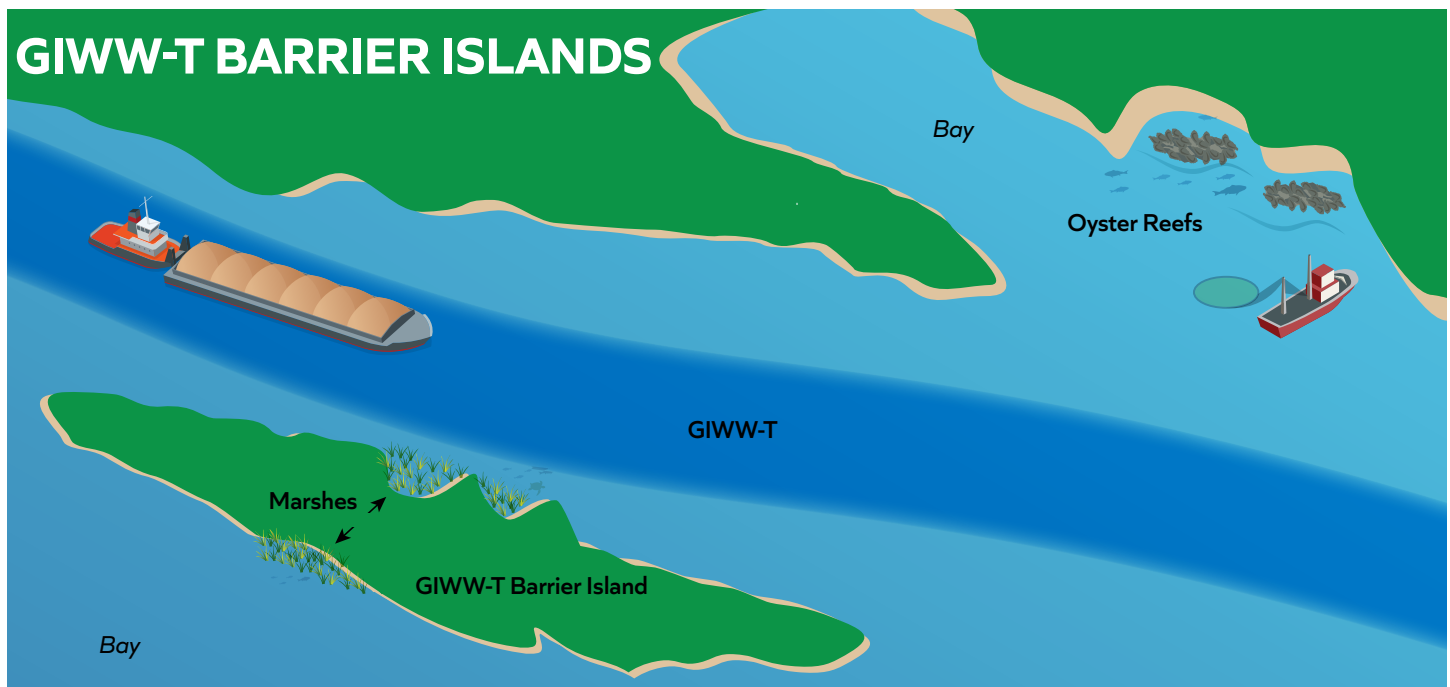 GIWW-T BARRIER ISLANDS
Bay
Oyster Reefs
GIWW-T
Marshes
GIWW-T Barrier Island
Bay